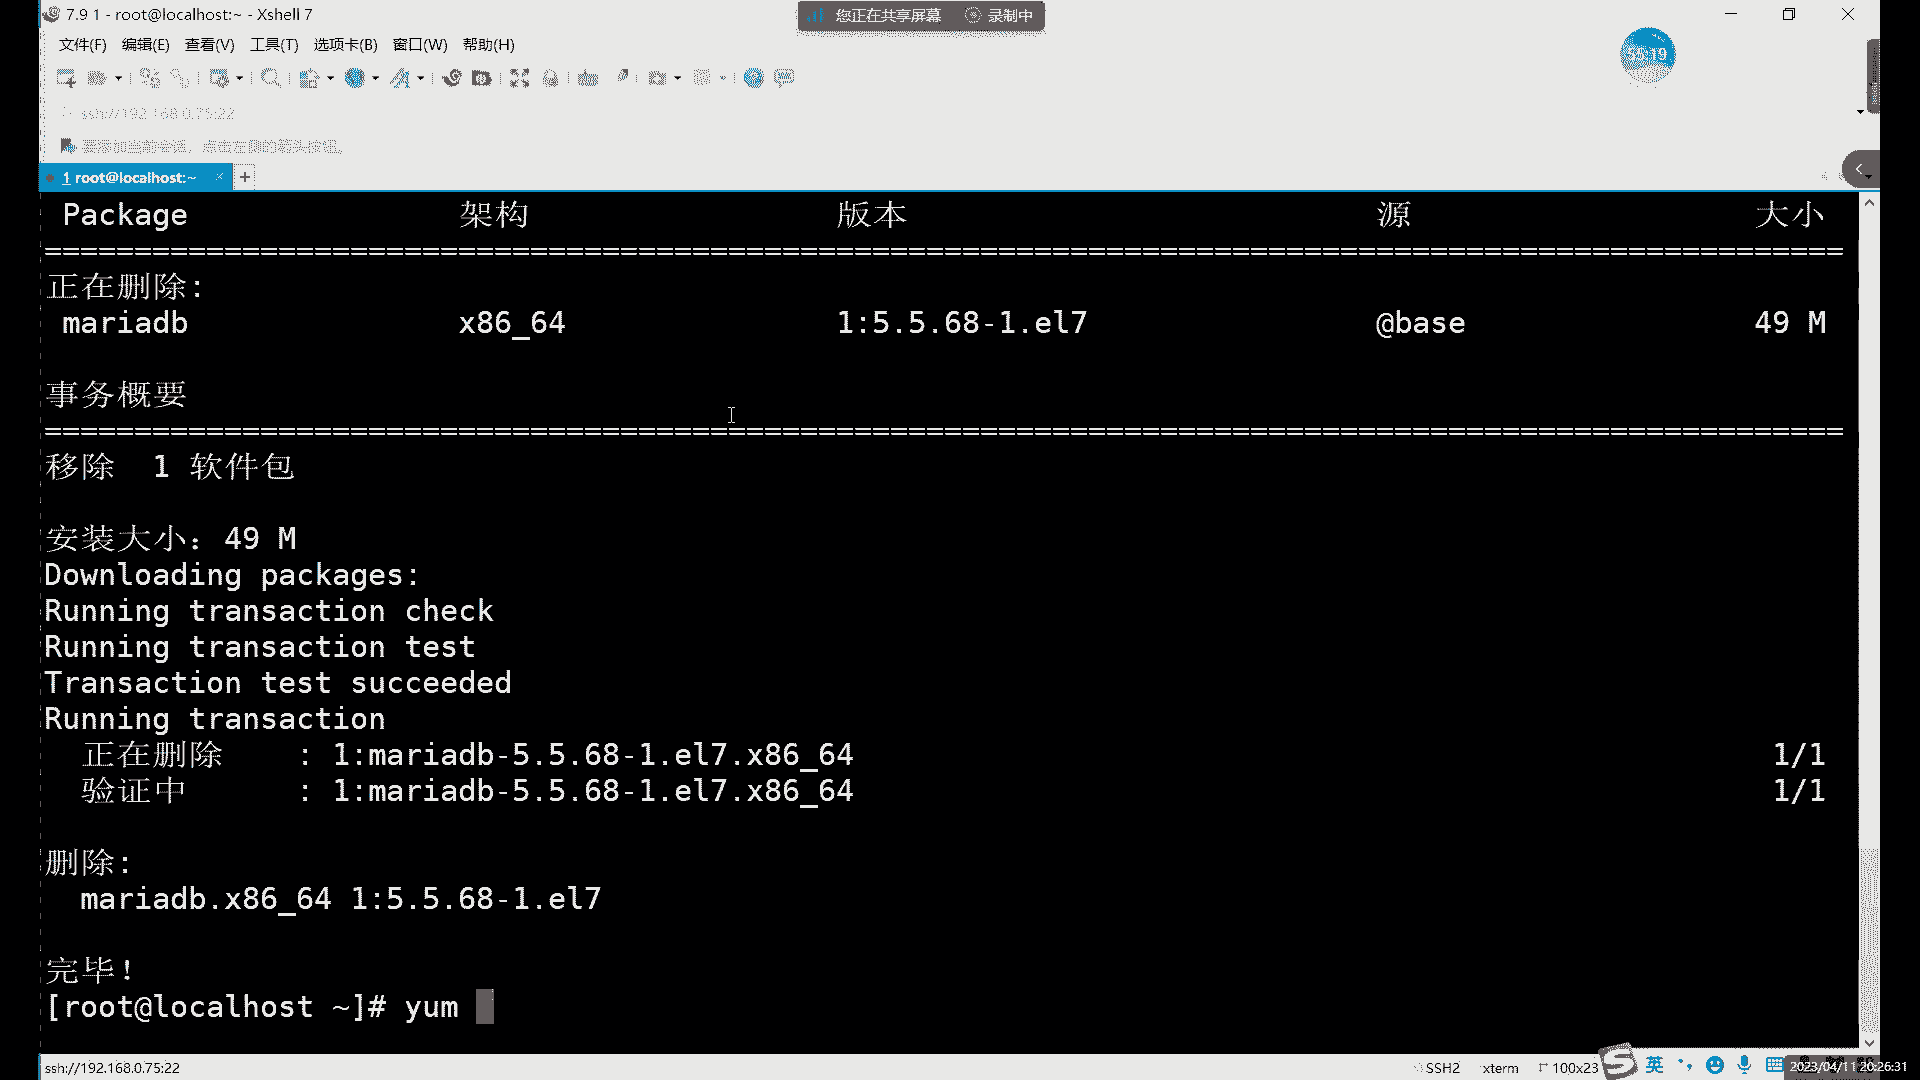 7.9 1 - root@localhost:~ - Xshell 7
您正在共享屏幕 录制中
文件(F) 编辑(E) 查看(V) 工具(T) 选项卡(B) 窗口(W) 帮助(H)
55:19
ssh://192.168.0.75:22
要添加当前会话，点击左侧的箭头按钮。
1 root@localhost:~ × +
Package 架构 版本 源 大小
====================================================================================================
正在删除:
mariadb x86_64 1:5.5.68-1.el7 @base 49 M
事务概要
====================================================================================================
移除 1 软件包
安装大小：49 M
Downloading packages:
Running transaction check
Running transaction test
Transaction test succeeded
Running transaction
正在删除 : 1:mariadb-5.5.68-1.el7.x86_64 1/1
验证中 : 1:mariadb-5.5.68-1.el7.x86_64 1/1
删除:
mariadb.x86_64 1:5.5.68-1.el7
完毕！
[root@localhost ~]# yum
ssh://192.168.0.75:22 SSH2 xterm 100x23 英 2023/04/11 20:26:31